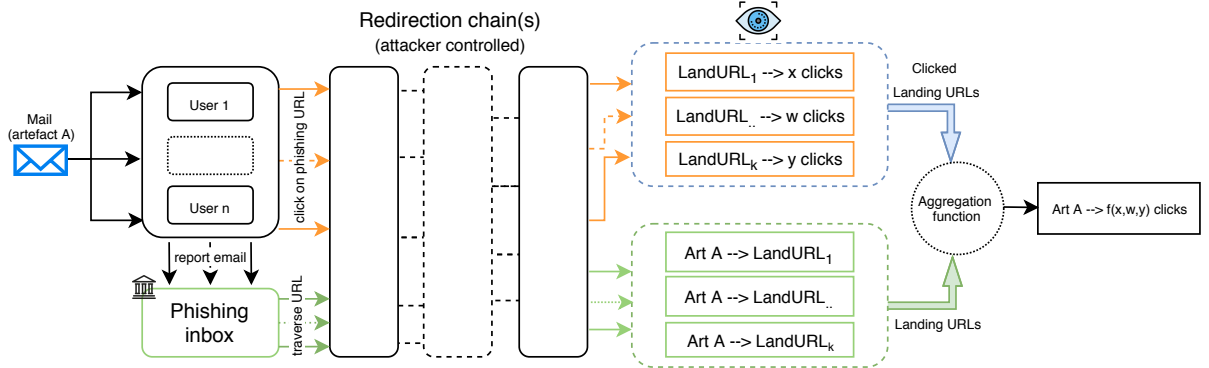 Redirection chain(s)
(attacker controlled)
Mail
(artefact A)
User 1
User n
click on phishing URL
report email
Phishing
inbox
traverse URL
LandURL₁ --> x clicks
LandURL.. --> w clicks
LandURLₖ --> y clicks
Clicked
Landing URLs
Art A --> LandURL₁
Art A --> LandURL..
Art A --> LandURLₖ
Landing URLs
Aggregation
function
Art A --> f(x,w,y) clicks